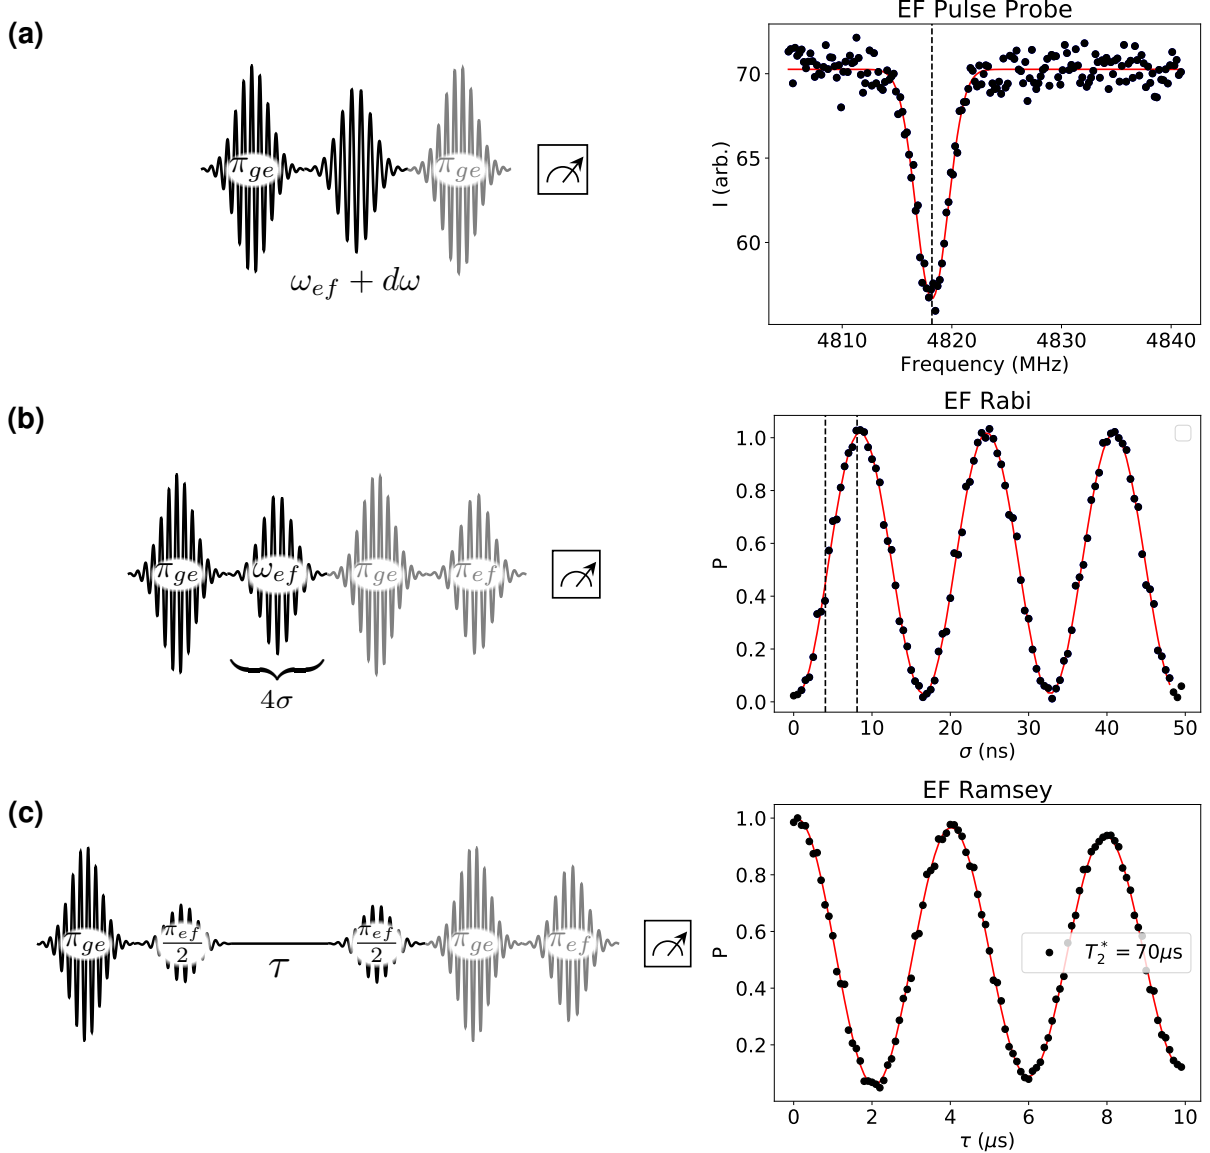 (a)
π_ge π_ge
ω_ef + dω
EF Pulse Probe
I (arb.)
70
65
60
4810 4820 4830 4840
Frequency (MHz)
(b)
π_ge ω_ef π_ge π_ef
4σ
EF Rabi
P
1.0
0.8
0.6
0.4
0.2
0.0
0 10 20 30 40 50
σ (ns)
(c)
π_ge π_ef/2 π_ef/2 π_ge π_ef
τ
EF Ramsey
P
1.0
0.8
0.6
0.4
0.2
T₂* = 70μs
0 2 4 6 8 10
τ (μs)